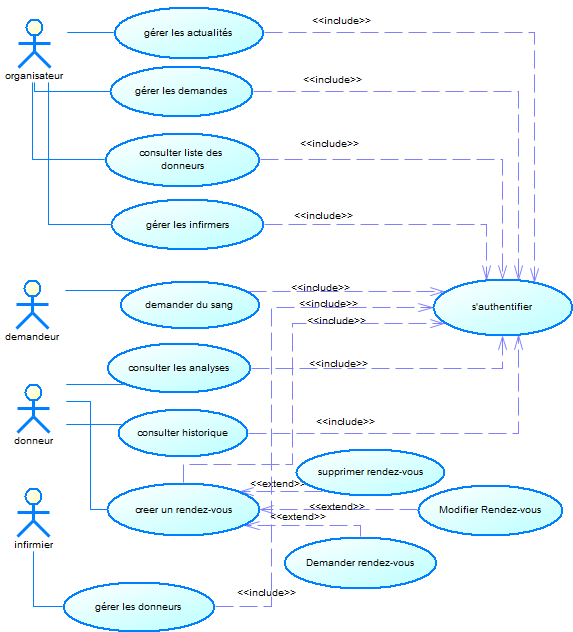 <<include>>
gérer les actualités
organisateur
<<include>>
gérer les demandes
<<include>>
consulter liste des
donneurs
<<include>>
gérer les infirmers
<<include>>
demander du sang
<<include>>
s'authentifier
<<include>>
demandeur
consulter les analyses
<<include>>
donneur
consulter historique
<<include>>
supprimer rendez-vous
<<extend>>
creer un rendez-vous
<<extend>>
Modifier Rendez-vous
<<extend>>
infirmier
Demander rendez-vous
<<include>>
gérer les donneurs